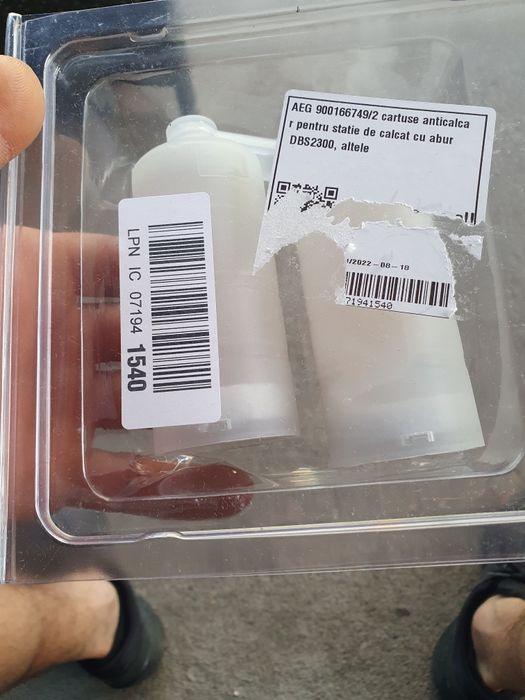 AEG 900166749/2 cartuse anticalca
r pentru statie de calcat cu abur
DBS2300, altele
/2022-08-18
71941540
LPN IC 07194 1540